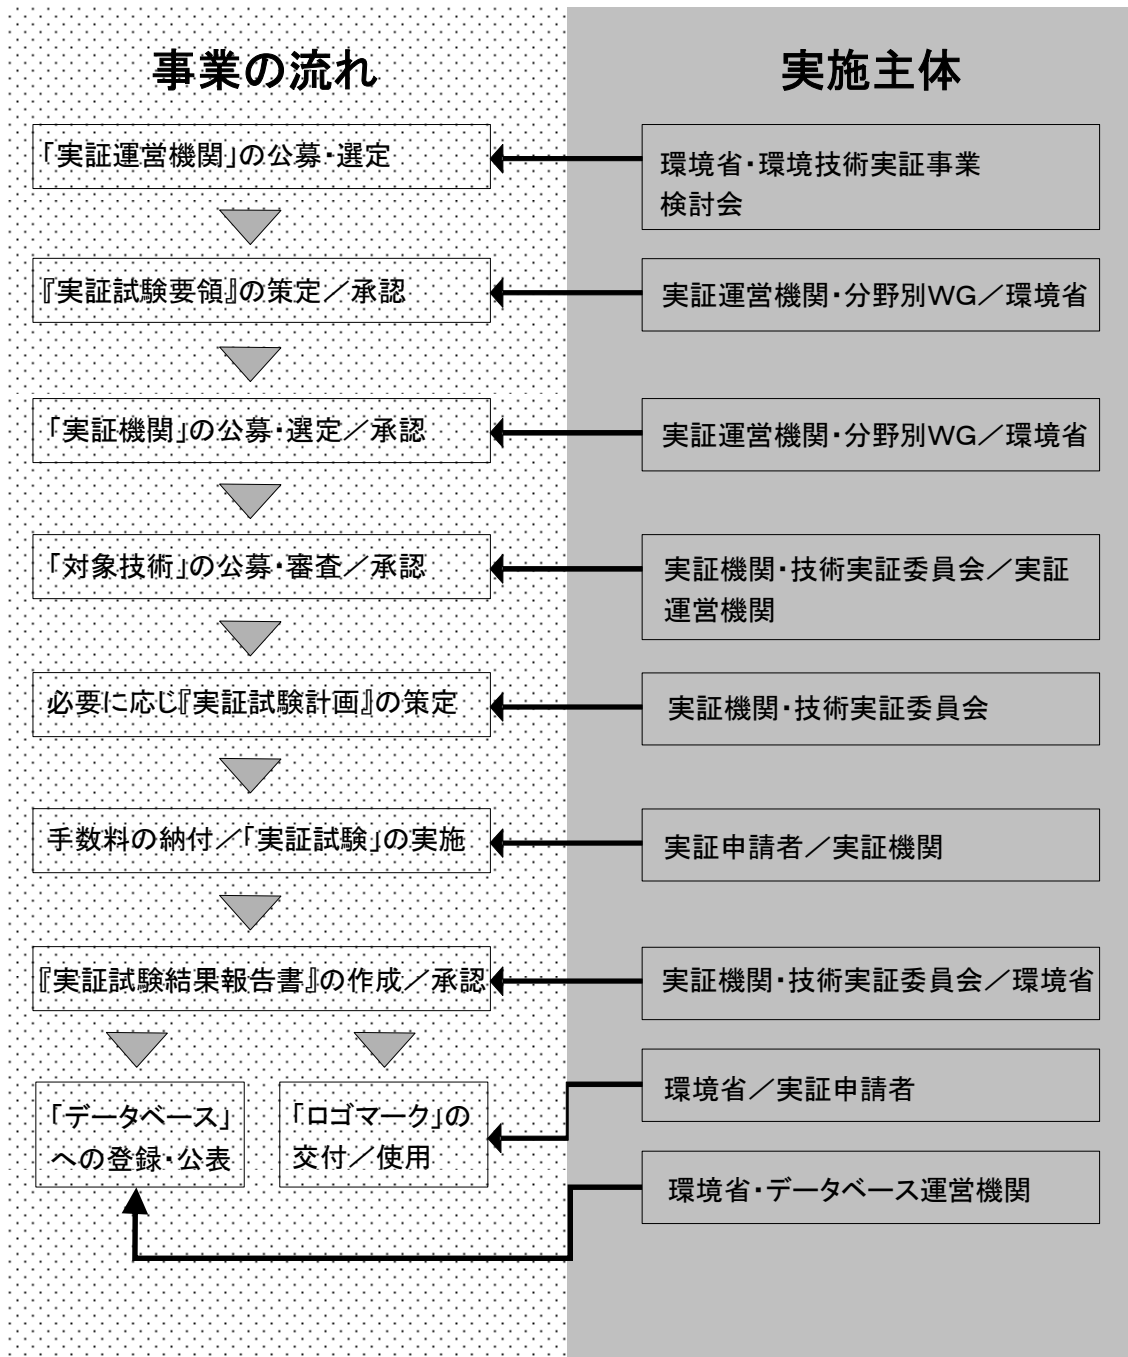 事業の流れ
実施主体
「実証運営機関」の公募・選定
環境省・環境技術実証事業
検討会
『実証試験要領』の策定／承認
実証運営機関・分野別WG／環境省
「実証機関」の公募・選定／承認
実証運営機関・分野別WG／環境省
「対象技術」の公募・審査／承認
実証機関・技術実証委員会／実証
運営機関
必要に応じ『実証試験計画』の策定
実証機関・技術実証委員会
手数料の納付／「実証試験」の実施
実証申請者／実証機関
『実証試験結果報告書』の作成／承認
実証機関・技術実証委員会／環境省
「データベース」
への登録・公表
「ロゴマーク」の
交付／使用
環境省／実証申請者
環境省・データベース運営機関